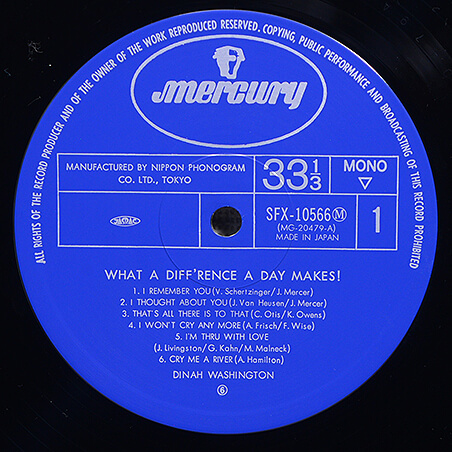 ALL RIGHTS OF THE RECORD PRODUCER AND OF THE OWNER OF THE WORK REPRODUCED RESERVED. COPYING, PUBLIC PERFORMANCE AND BROADCASTING OF THIS RECORD PROHIBITED
mercury
MANUFACTURED BY NIPPON PHONOGRAM
CO. LTD., TOKYO
33 1/3
MONO
▽
SFX-10566Ⓜ
(MG-20479-A)
MADE IN JAPAN
1
WHAT A DIFF'RENCE A DAY MAKES!
1. I REMEMBER YOU (V. Schertzinger/J. Mercer)
2. I THOUGHT ABOUT YOU (J. Van Heusen/J. Mercer)
3. THAT'S ALL THERE IS TO THAT (C. Otis/K. Owens)
4. I WON'T CRY ANY MORE (A. Frisch/F. Wise)
5. I'M THRU WITH LOVE
(J. Livingston/G. Kahn/M. Malneck)
6. CRY ME A RIVER (A. Hamilton)
DINAH WASHINGTON
⑥